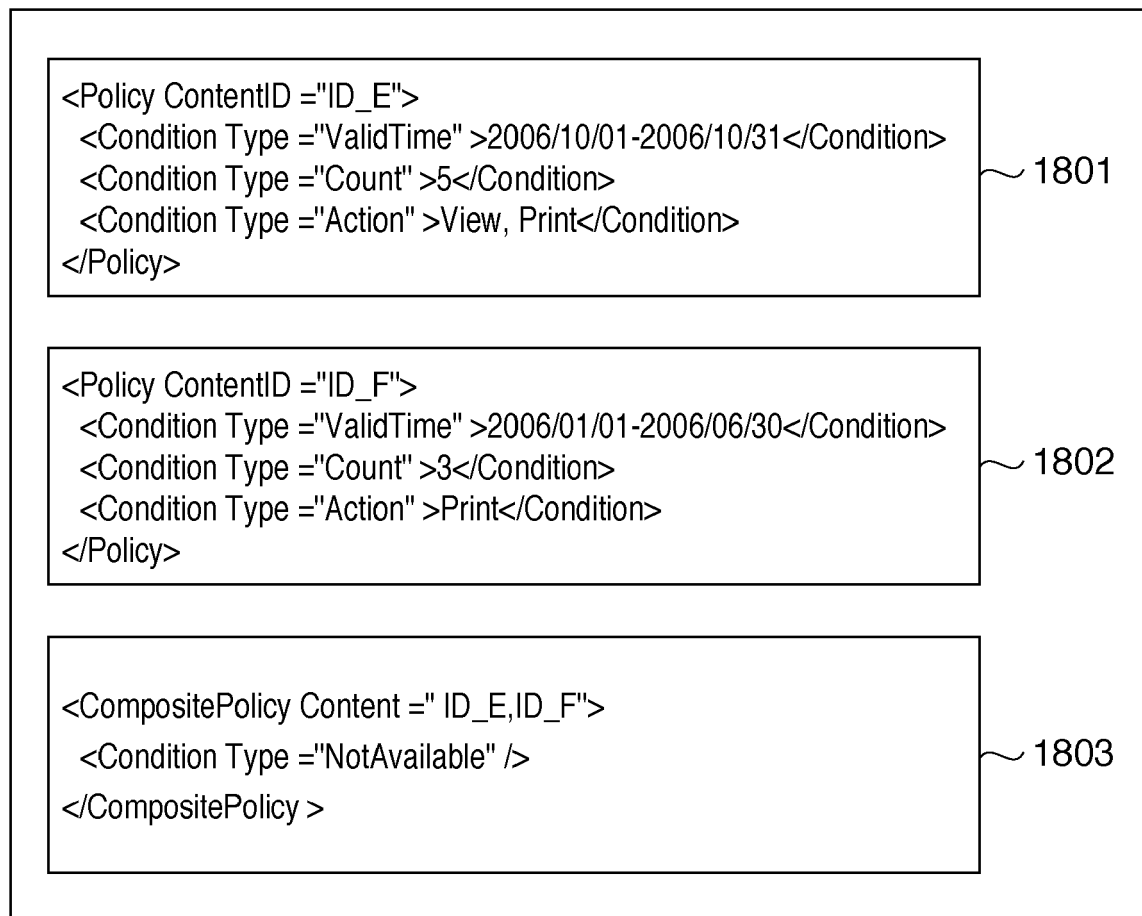 <Policy ContentID ="ID_E">
<Condition Type ="ValidTime" >2006/10/01-2006/10/31</Condition>
<Condition Type ="Count" >5</Condition>
<Condition Type ="Action" >View, Print</Condition>
</Policy>
1801
<Policy ContentID ="ID_F">
<Condition Type ="ValidTime" >2006/01/01-2006/06/30</Condition>
<Condition Type ="Count" >3</Condition>
<Condition Type ="Action" >Print</Condition>
</Policy>
1802
<CompositePolicy Content =" ID_E,ID_F">
<Condition Type ="NotAvailable" />
</CompositePolicy >
1803